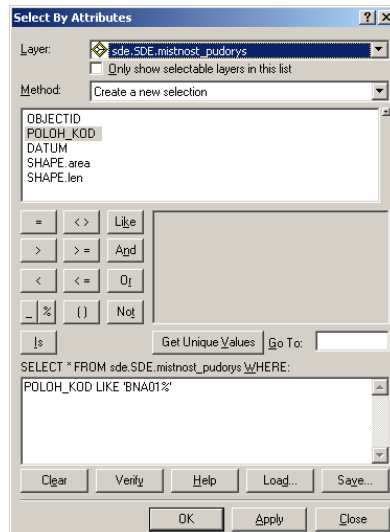 Select By Attributes
Layer: sde.SDE.mistnost_pudorys
Only show selectable layers in this list
Method: Create a new selection
OBJECTID
POLOH_KOD
DATUM
SHAPE.area
SHAPE.len
= <> Like
> >= And
< <= Or
_ % () Not
Is Get Unique Values Go To:
SELECT * FROM sde.SDE.mistnost_pudorys WHERE:
POLOH_KOD LIKE 'BNA01%'
Clear Verify Help Load... Save...
OK Apply Close